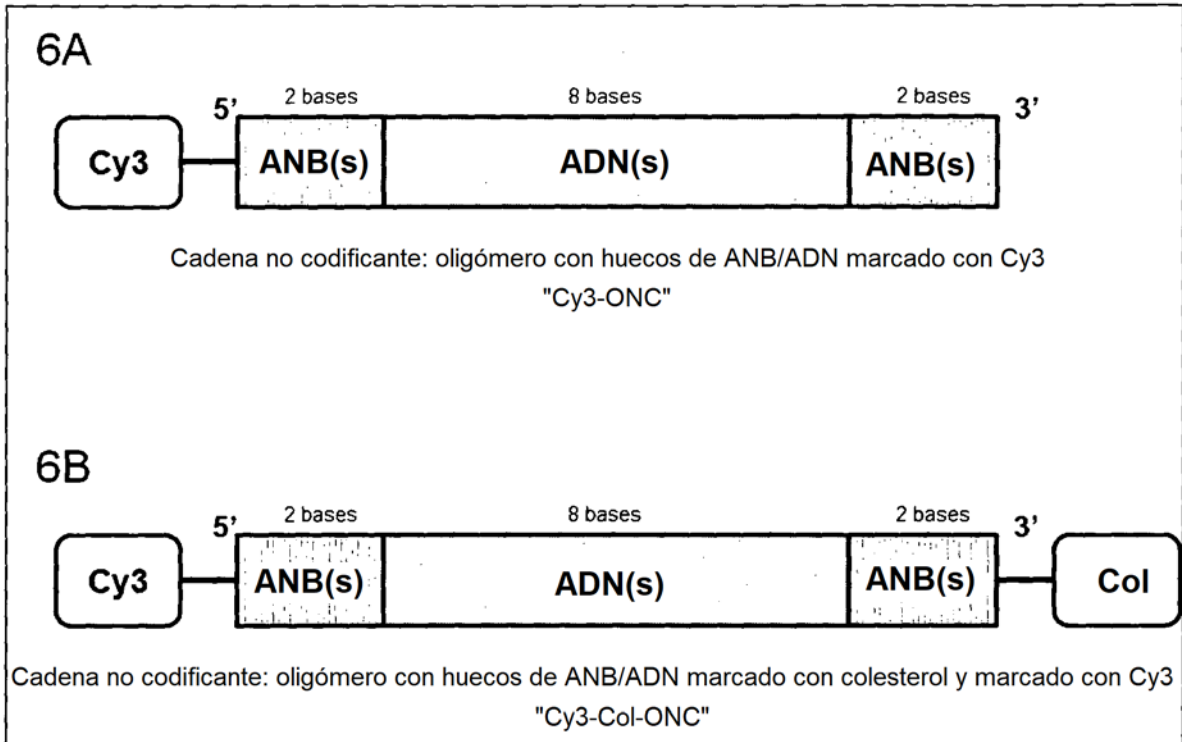 6A
5' 2 bases 8 bases 2 bases 3'
Cy3 ANB(s) ADN(s) ANB(s)
Cadena no codificante: oligómero con huecos de ANB/ADN marcado con Cy3
"Cy3-ONC"
6B
5' 2 bases 8 bases 2 bases 3'
Cy3 ANB(s) ADN(s) ANB(s) Col
Cadena no codificante: oligómero con huecos de ANB/ADN marcado con colesterol y marcado con Cy3
"Cy3-Col-ONC"